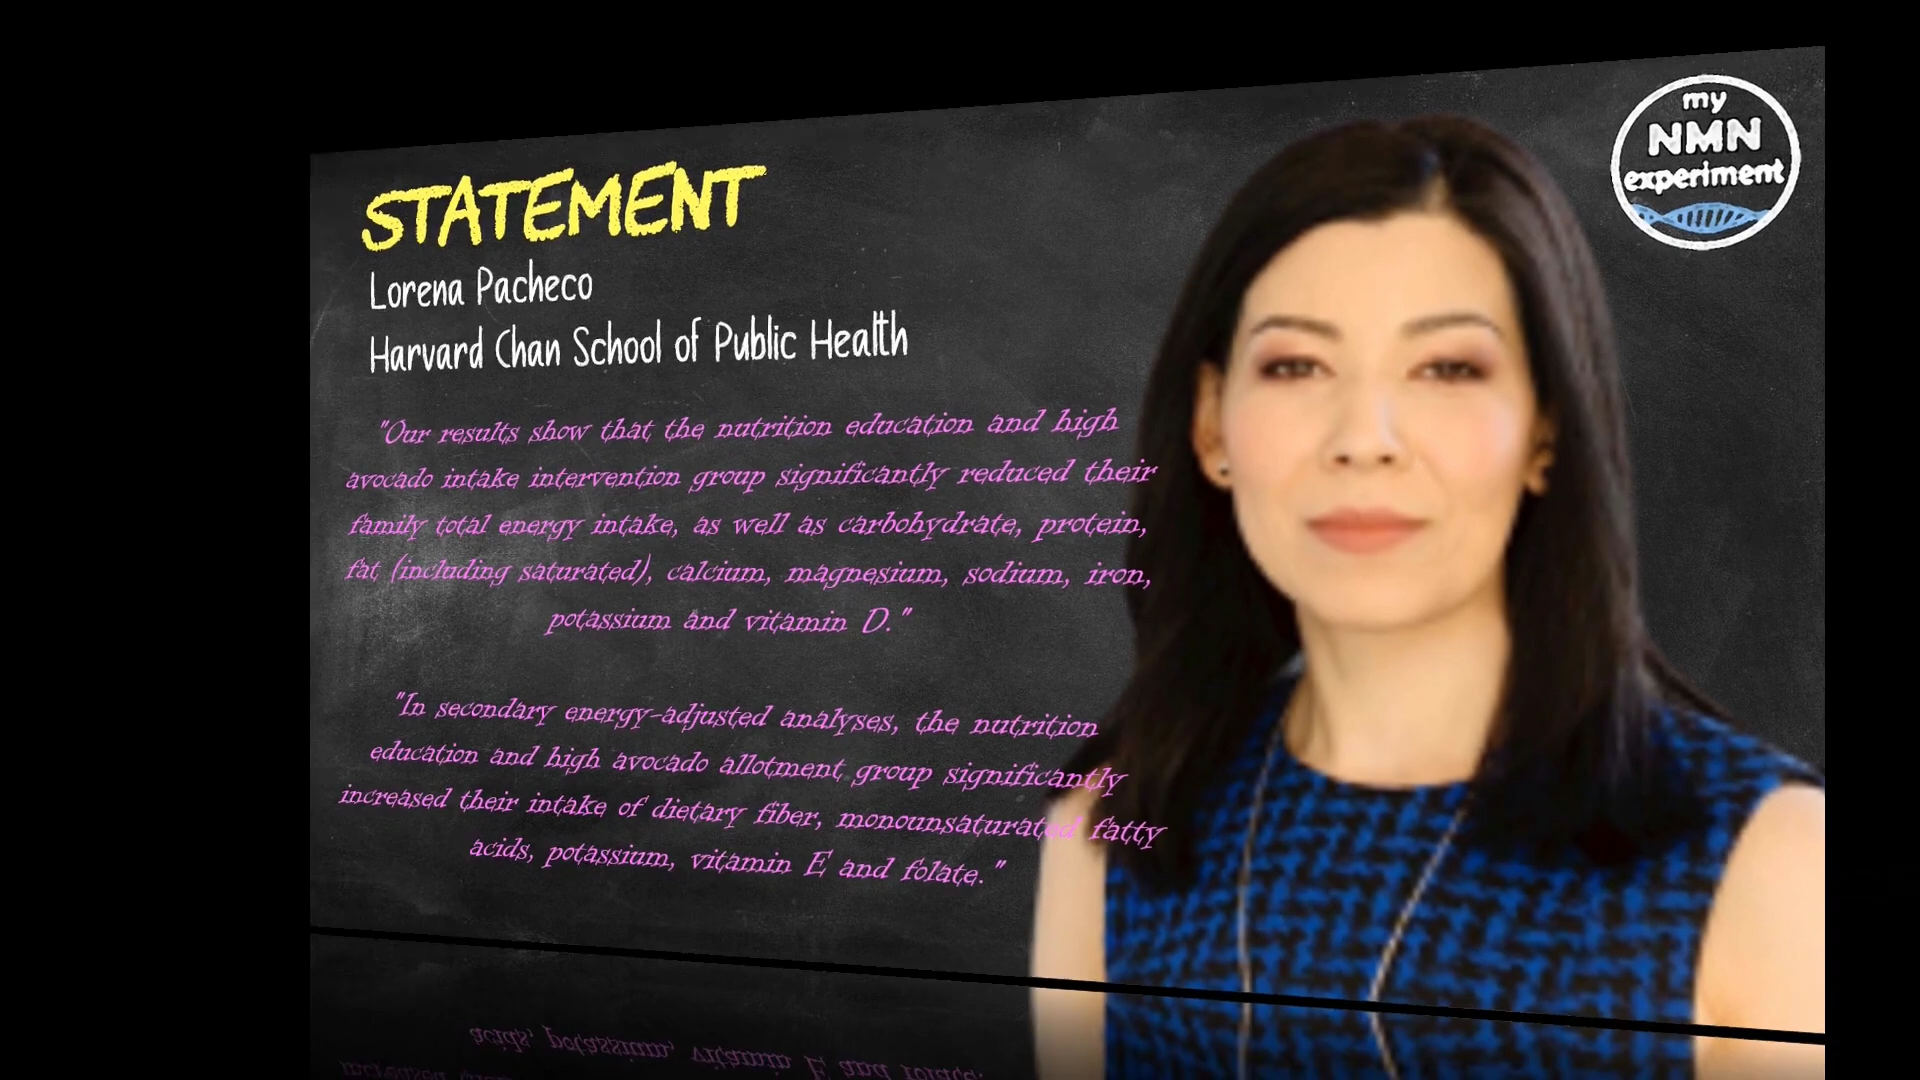 my
NMN
experiment
STATEMENT
Lorena Pacheco
Harvard Chan School of Public Health
"Our results show that the nutrition education and high
avocado intake intervention group significantly reduced their
family total energy intake, as well as carbohydrate, protein,
fat (including saturated), calcium, magnesium, sodium, iron,
potassium and vitamin D."
"In secondary energy-adjusted analyses, the nutrition
education and high avocado allotment group significantly
increased their intake of dietary fiber, monounsaturated fatty
acids, potassium, vitamin E and folate."